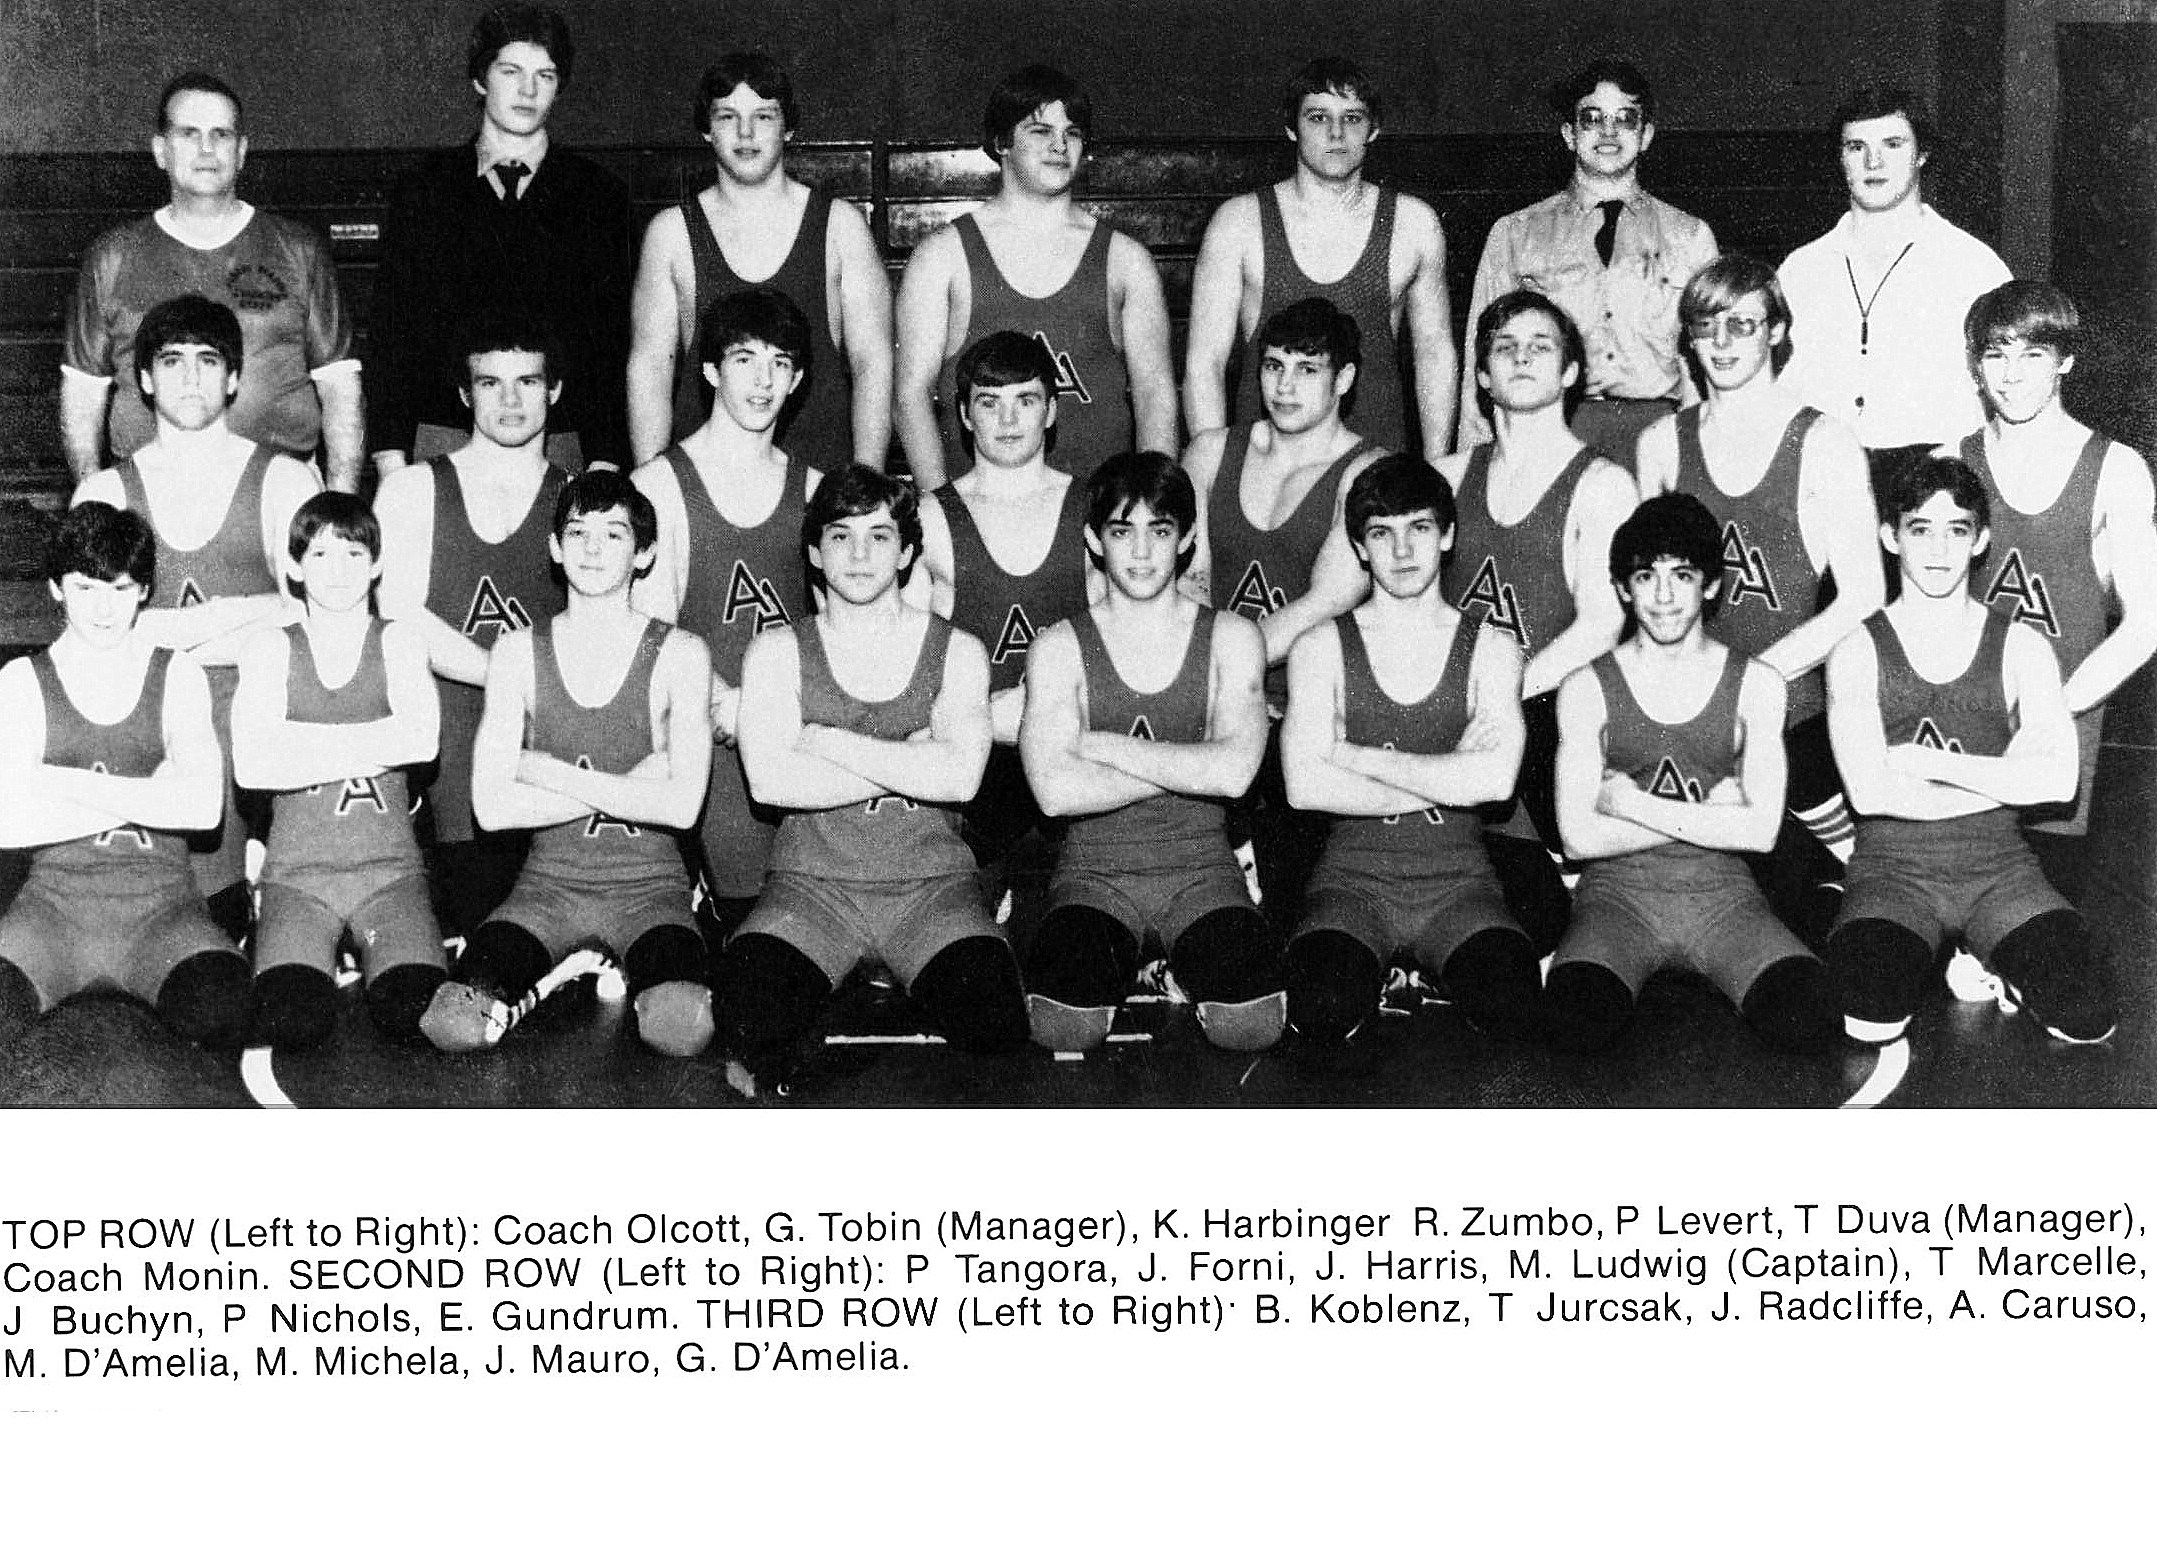 TOP ROW (Left to Right): Coach Olcott, G. Tobin (Manager), K. Harbinger R. Zumbo, P Levert, T Duva (Manager),
Coach Monin. SECOND ROW (Left to Right): P Tangora, J. Forni, J. Harris, M. Ludwig (Captain), T Marcelle,
J Buchyn, P Nichols, E. Gundrum. THIRD ROW (Left to Right)· B. Koblenz, T Jurcsak, J. Radcliffe, A. Caruso,
M. D'Amelia, M. Michela, J. Mauro, G. D'Amelia.